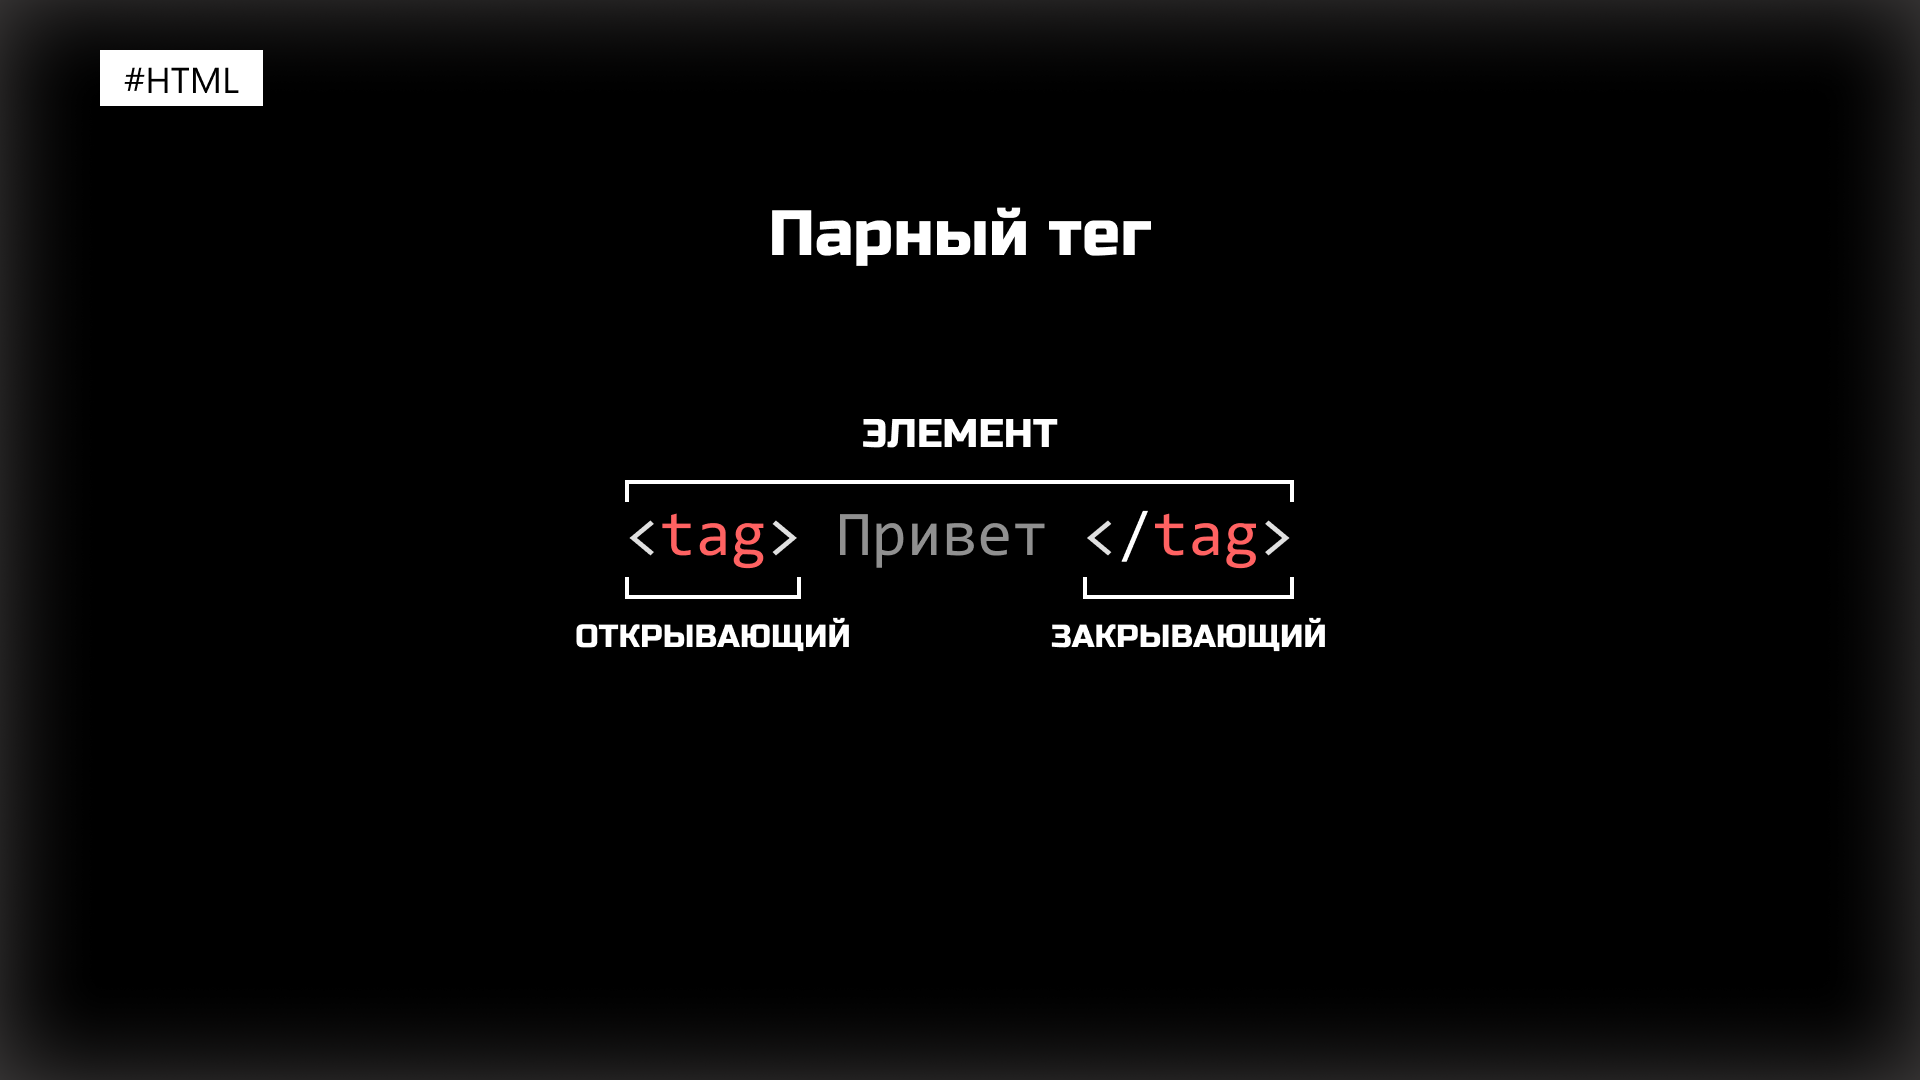 #HTML
Парный тег
ЭЛЕМЕНТ
<tag> Привет </tag>
ОТКРЫВАЮЩИЙ ЗАКРЫВАЮЩИЙ